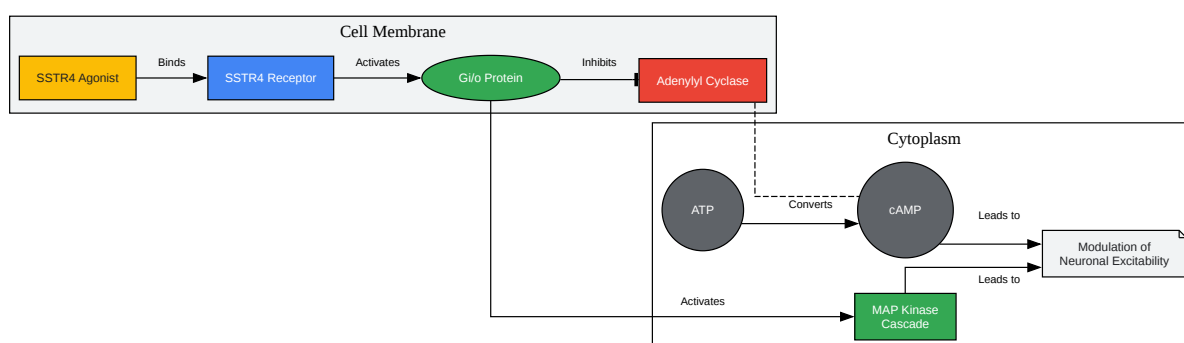 Cell Membrane
SSTR4 Agonist
Binds
SSTR4 Receptor
Activates
Gi/o Protein
Inhibits
Adenylyl Cyclase
Cytoplasm
ATP
Converts
cAMP
Leads to
Modulation of
Neuronal Excitability
Leads to
Activates
MAP Kinase
Cascade